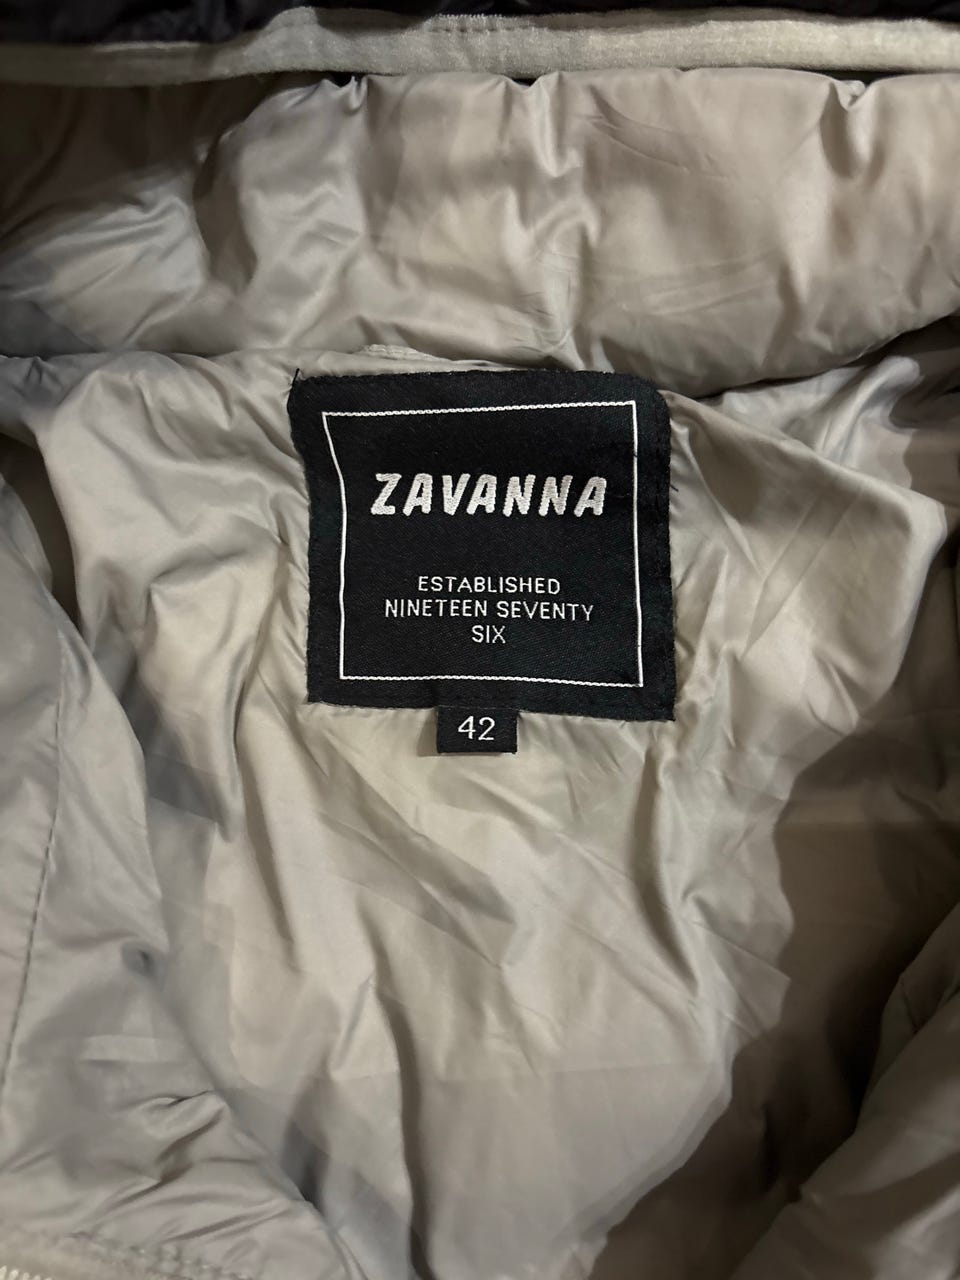 ZAVANNA
ESTABLISHED
NINETEEN SEVENTY
SIX
42